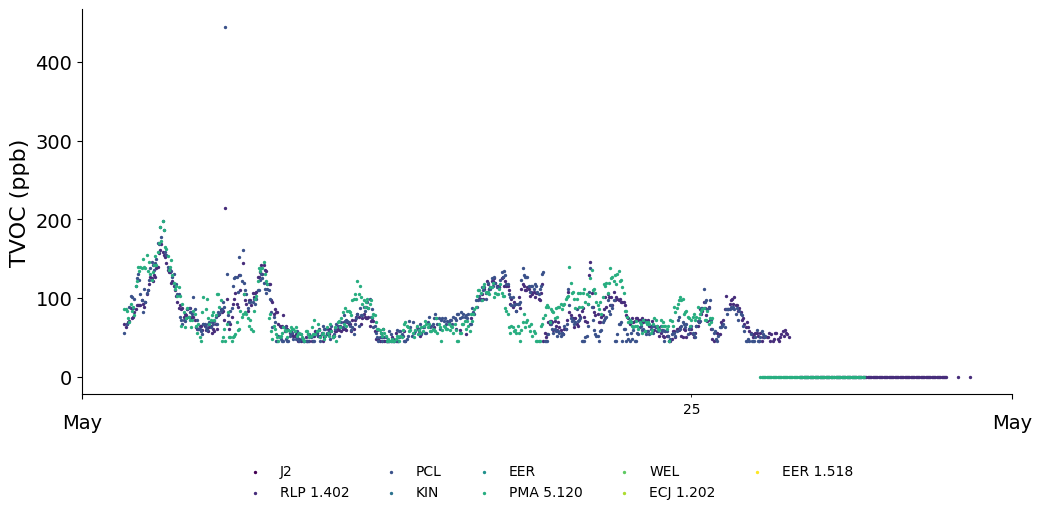 TVOC (ppb)
400
300
200
100
0
25
May
May
J2
PCL
EER
WEL
EER 1.518
RLP 1.402
KIN
PMA 5.120
ECJ 1.202